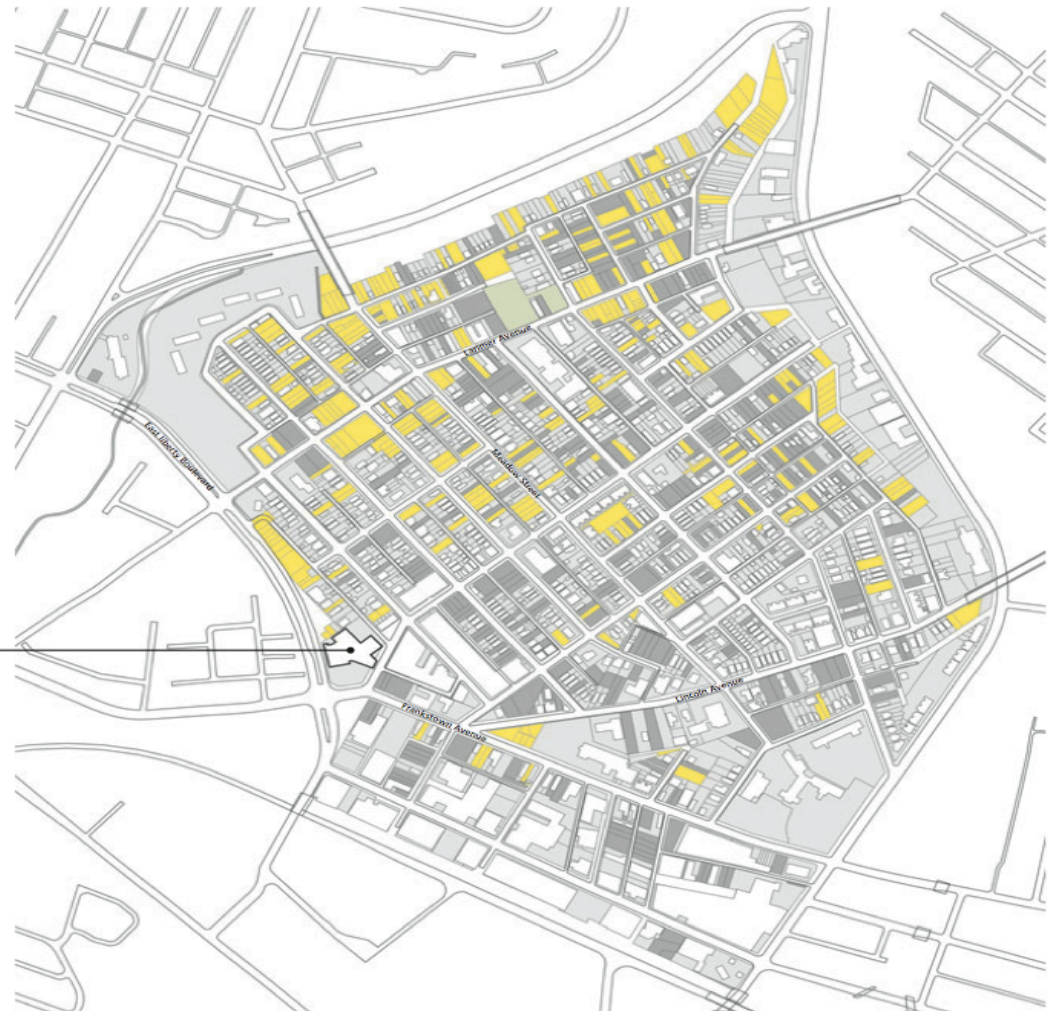 Larimer Avenue
East liberty Boulevard
Meadow Street
Lincoln Avenue
Frankstown Avenue